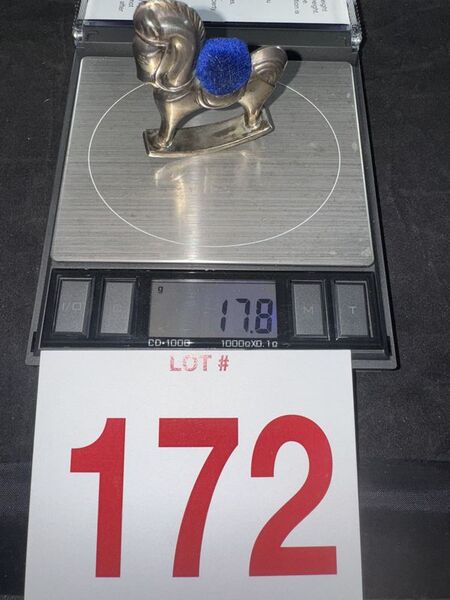 g
17.8
I/O
C
M
T
CD-1000
1000gX0.1g
LOT #
172